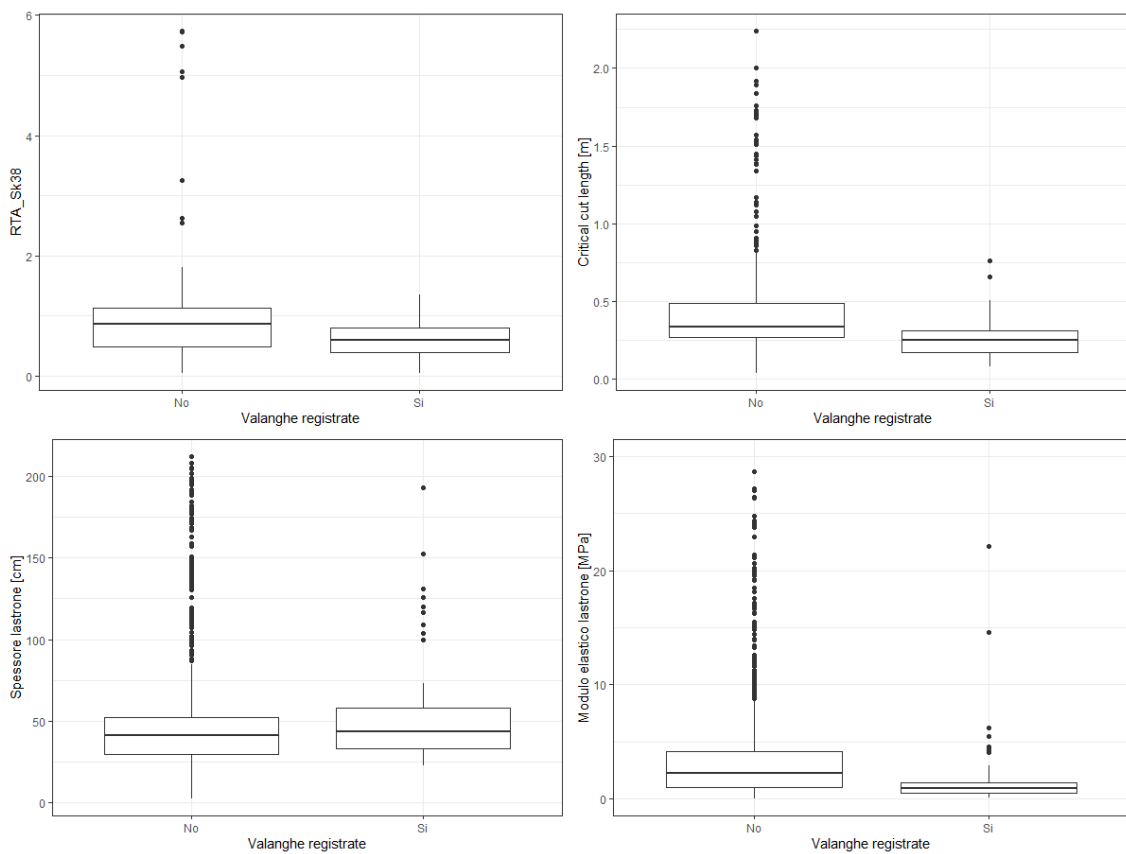 6
4
2
0
RTA_Sk38
No
Si
Valanghe registrate
2.0
1.5
1.0
0.5
0.0
Critical cut length [m]
No
Si
Valanghe registrate
200
150
100
50
0
Spessore lastrone [cm]
No
Si
Valanghe registrate
30
20
10
0
Modulo elastico lastrone [MPa]
No
Si
Valanghe registrate